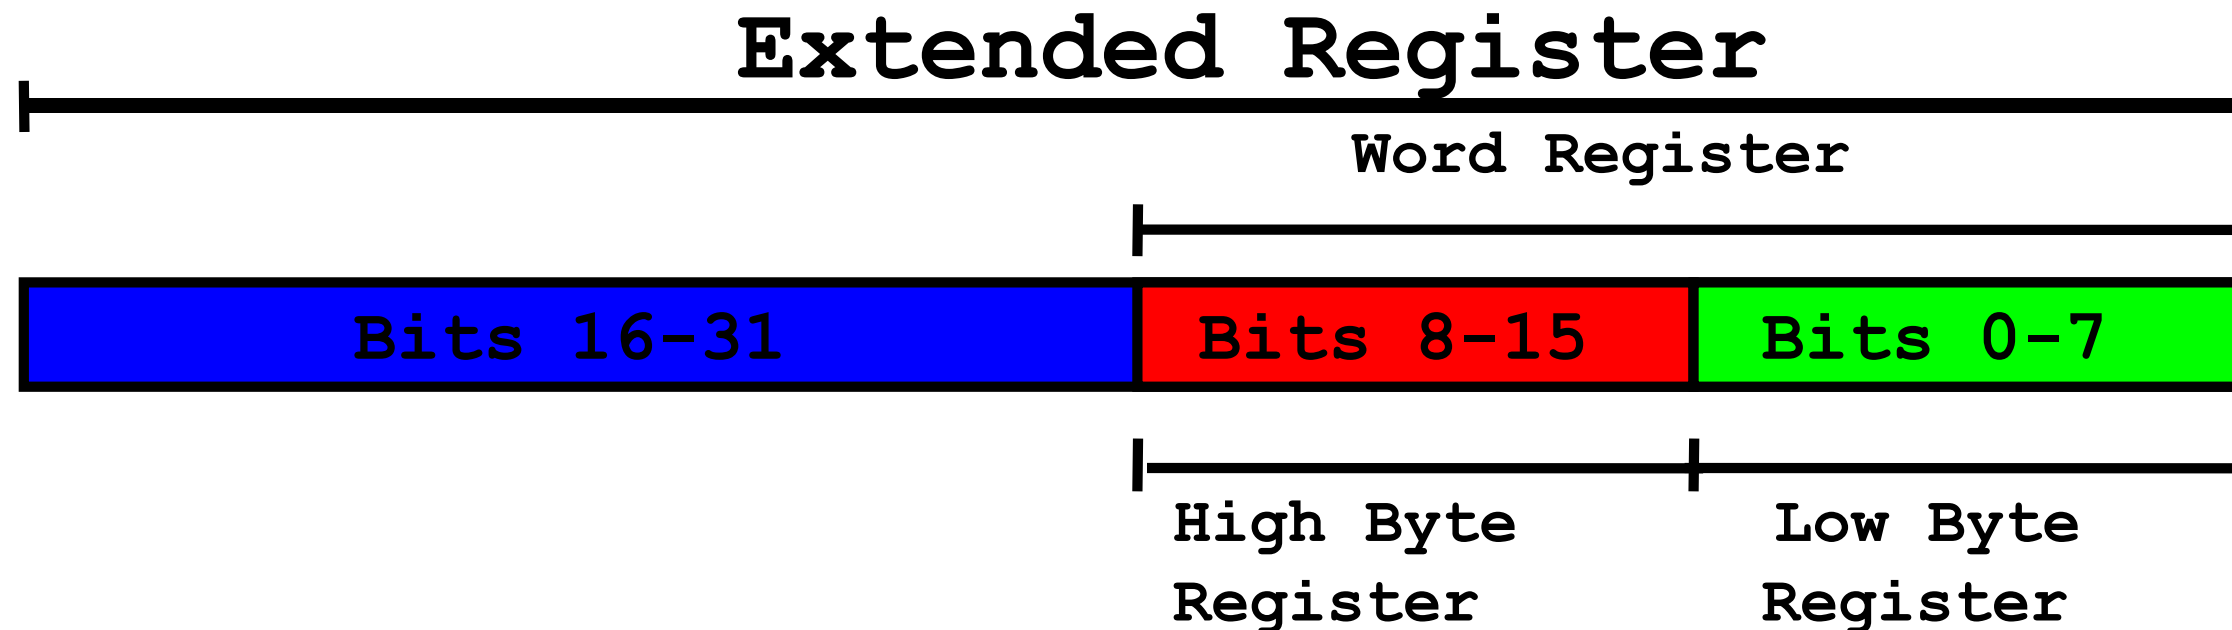 Extended Register
Word Register
Bits 16-31
Bits 8-15
Bits 0-7
High Byte
Register
Low Byte
Register